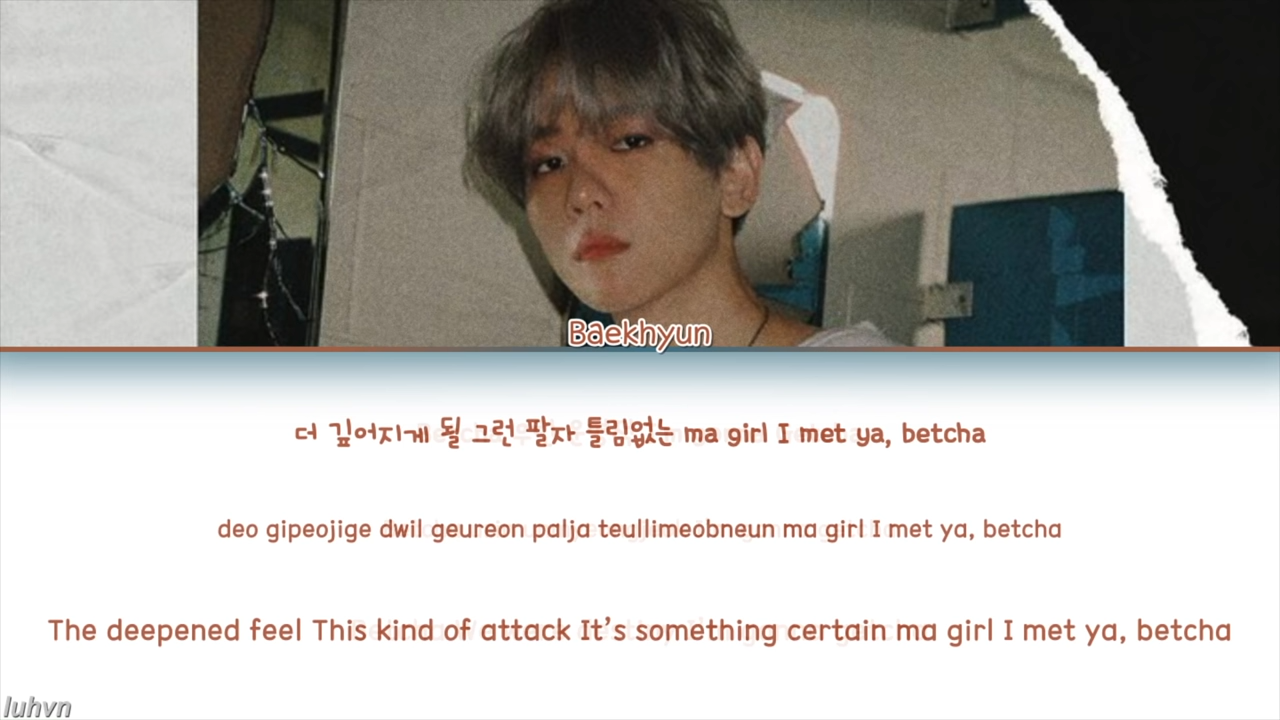 Baekhyun
더 깊어지게 될 그런 팔자 틀림없는 ma girl I met ya, betcha
deo gipeojige dwil geureon palja teullimeobneun ma girl I met ya, betcha
The deepened feel This kind of attack It's something certain ma girl I met ya, betcha
luhvn